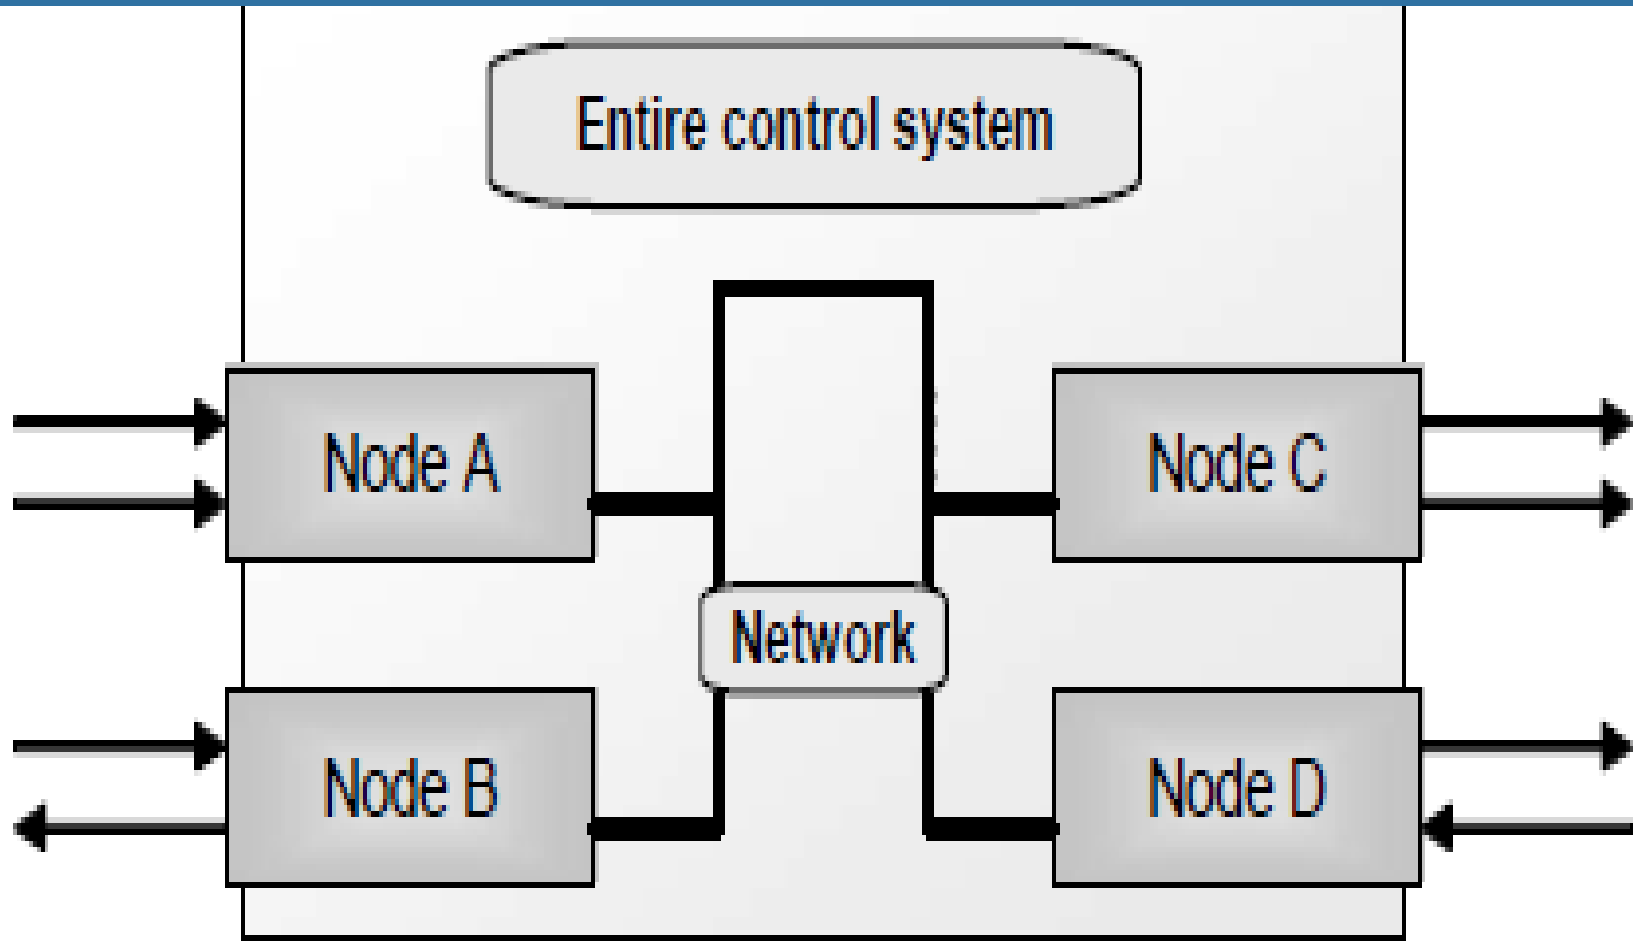 Entire control system
Node A
Node C
Network
Node B
Node D